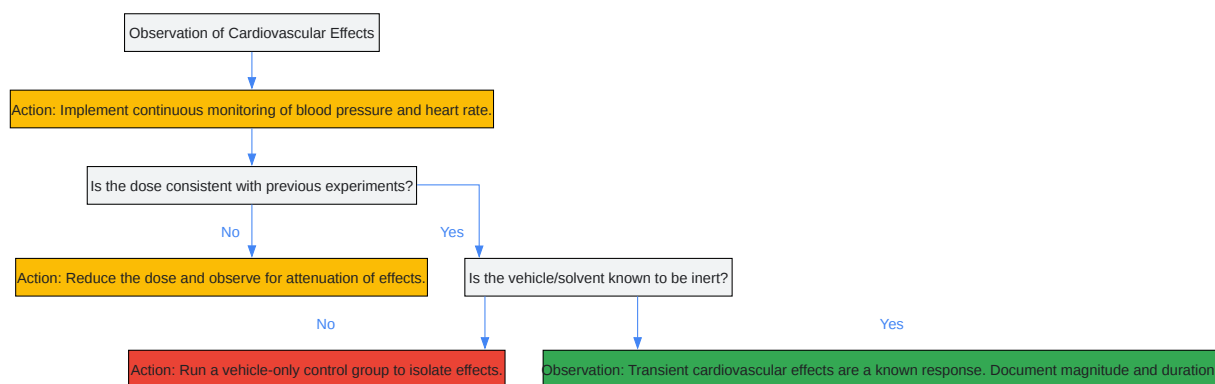 Observation of Cardiovascular Effects
Action: Implement continuous monitoring of blood pressure and heart rate.
Is the dose consistent with previous experiments?
No
Yes
Action: Reduce the dose and observe for attenuation of effects.
Is the vehicle/solvent known to be inert?
No
Yes
Action: Run a vehicle-only control group to isolate effects.
Observation: Transient cardiovascular effects are a known response. Document magnitude and duration